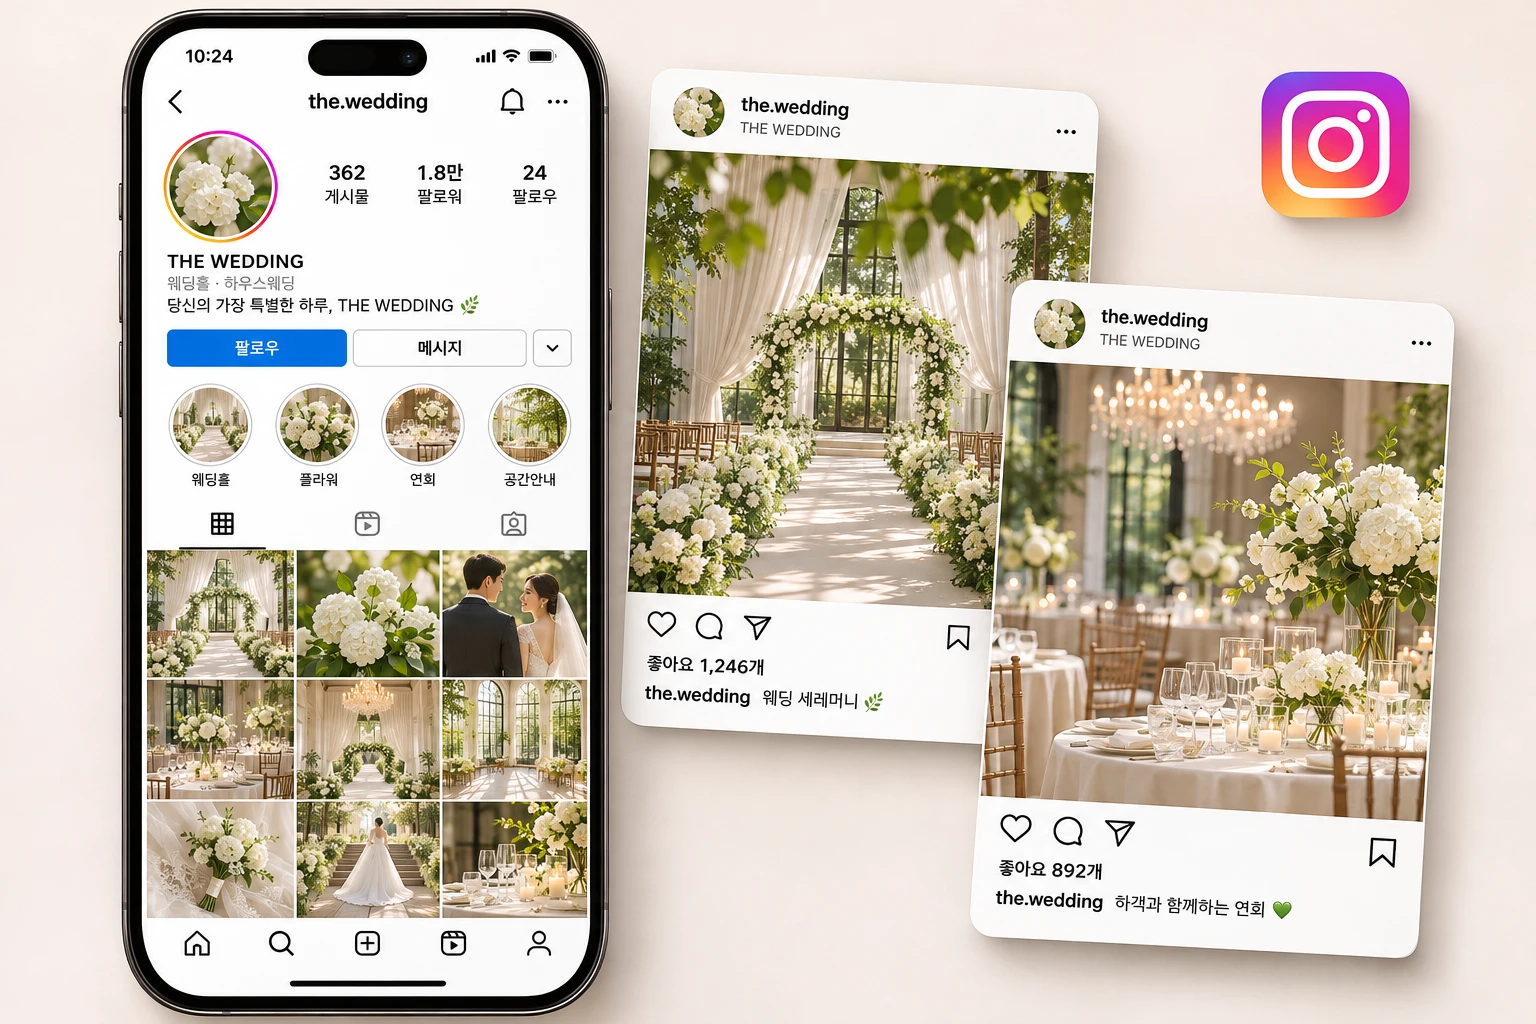 10:24
the.wedding
362 1.8만 24
게시물 팔로워 팔로우
THE WEDDING
웨딩홀 · 하우스웨딩
당신의 가장 특별한 하루, THE WEDDING 🌿
팔로우 메시지
웨딩홀 플라워 연회 공간안내
the.wedding
THE WEDDING
좋아요 1,246개
the.wedding 웨딩 세레머니 🌿
the.wedding
THE WEDDING
좋아요 892개
the.wedding 하객과 함께하는 연회 💚